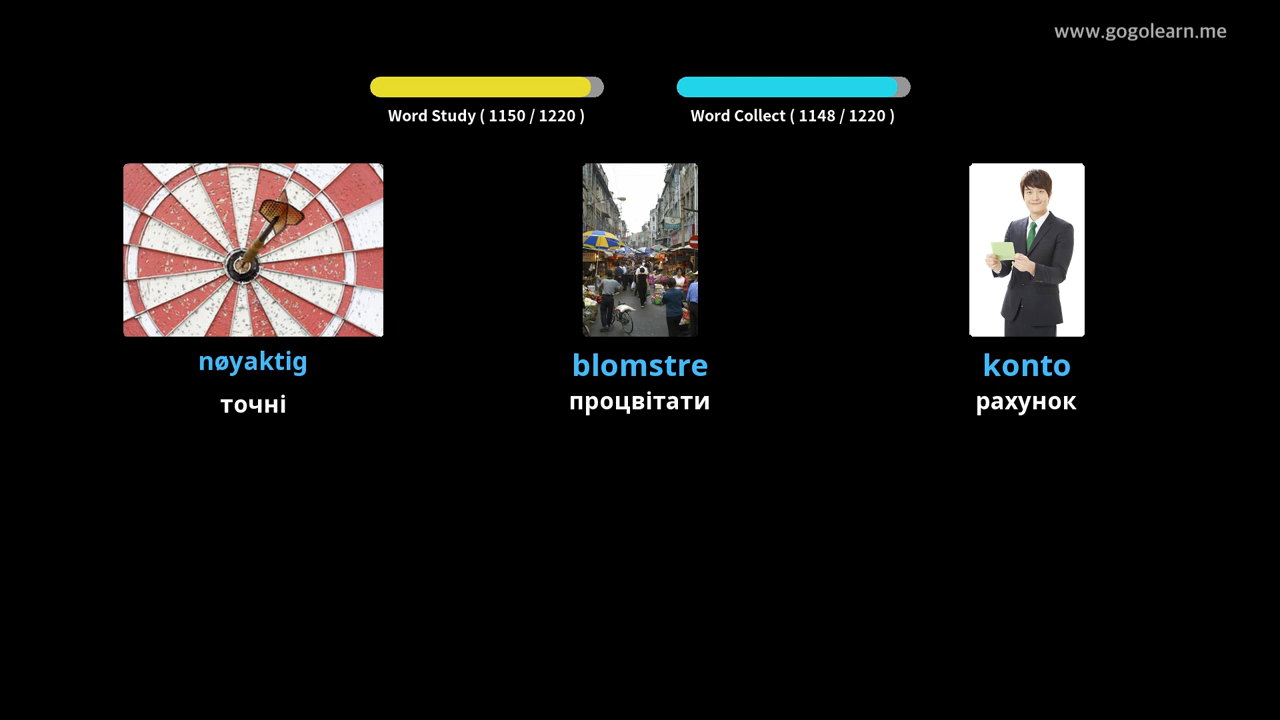 www.gogolearn.me
Word Study ( 1150 / 1220 )
Word Collect ( 1148 / 1220 )
nøyaktig
точні
blomstre
процвітати
konto
рахунок